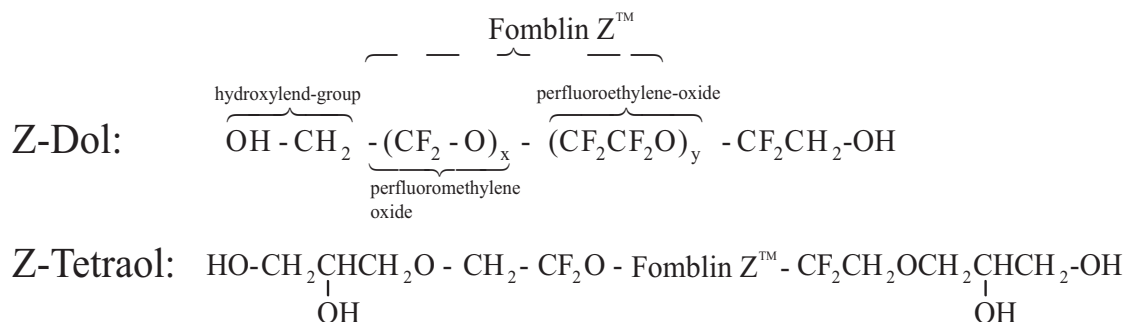 Fomblin Z™
hydroxylend-group
perfluoroethylene-oxide
Z-Dol: OH - CH₂ -(CF₂ - O)ₓ - (CF₂CF₂O)ᵧ - CF₂CH₂-OH
perfluoromethylene
oxide
Z-Tetraol: HO-CH₂CHCH₂O - CH₂- CF₂O - Fomblin Z™ - CF₂CH₂OCH₂CHCH₂-OH
OH
OH